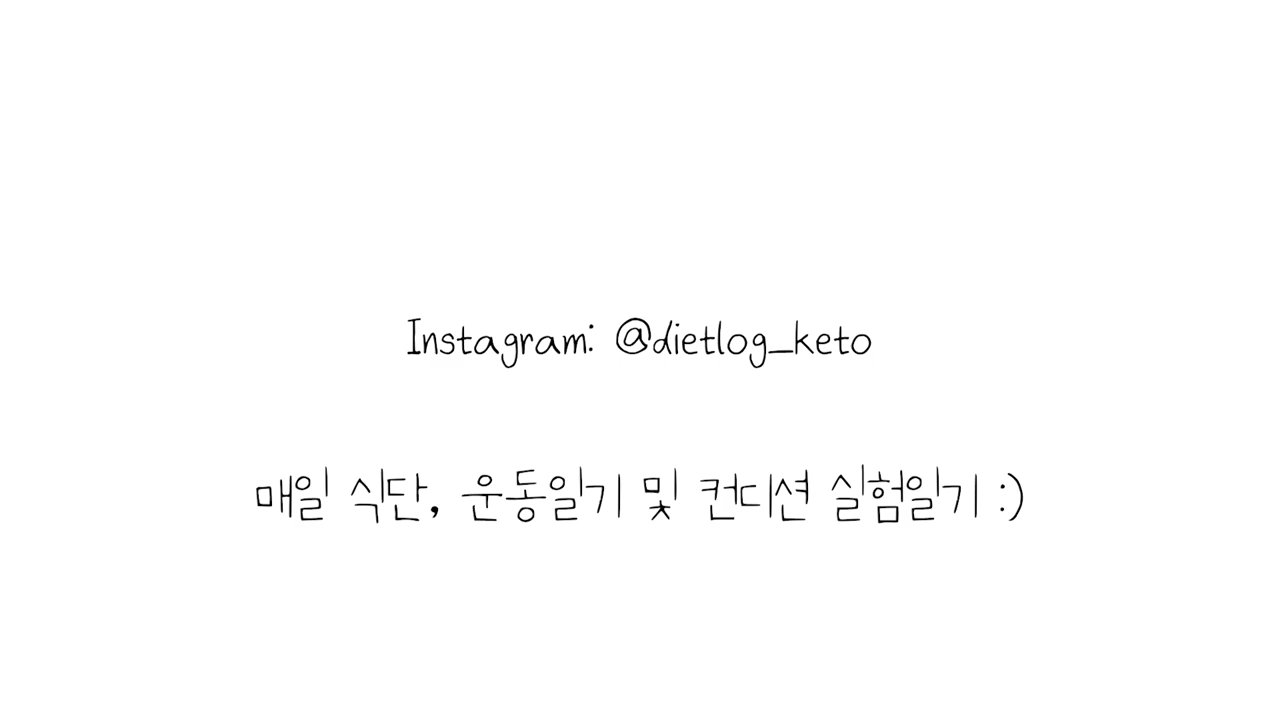 Instagram: @dietlog_keto
매일 식단, 운동일기 및 컨디션 실험일기 :)